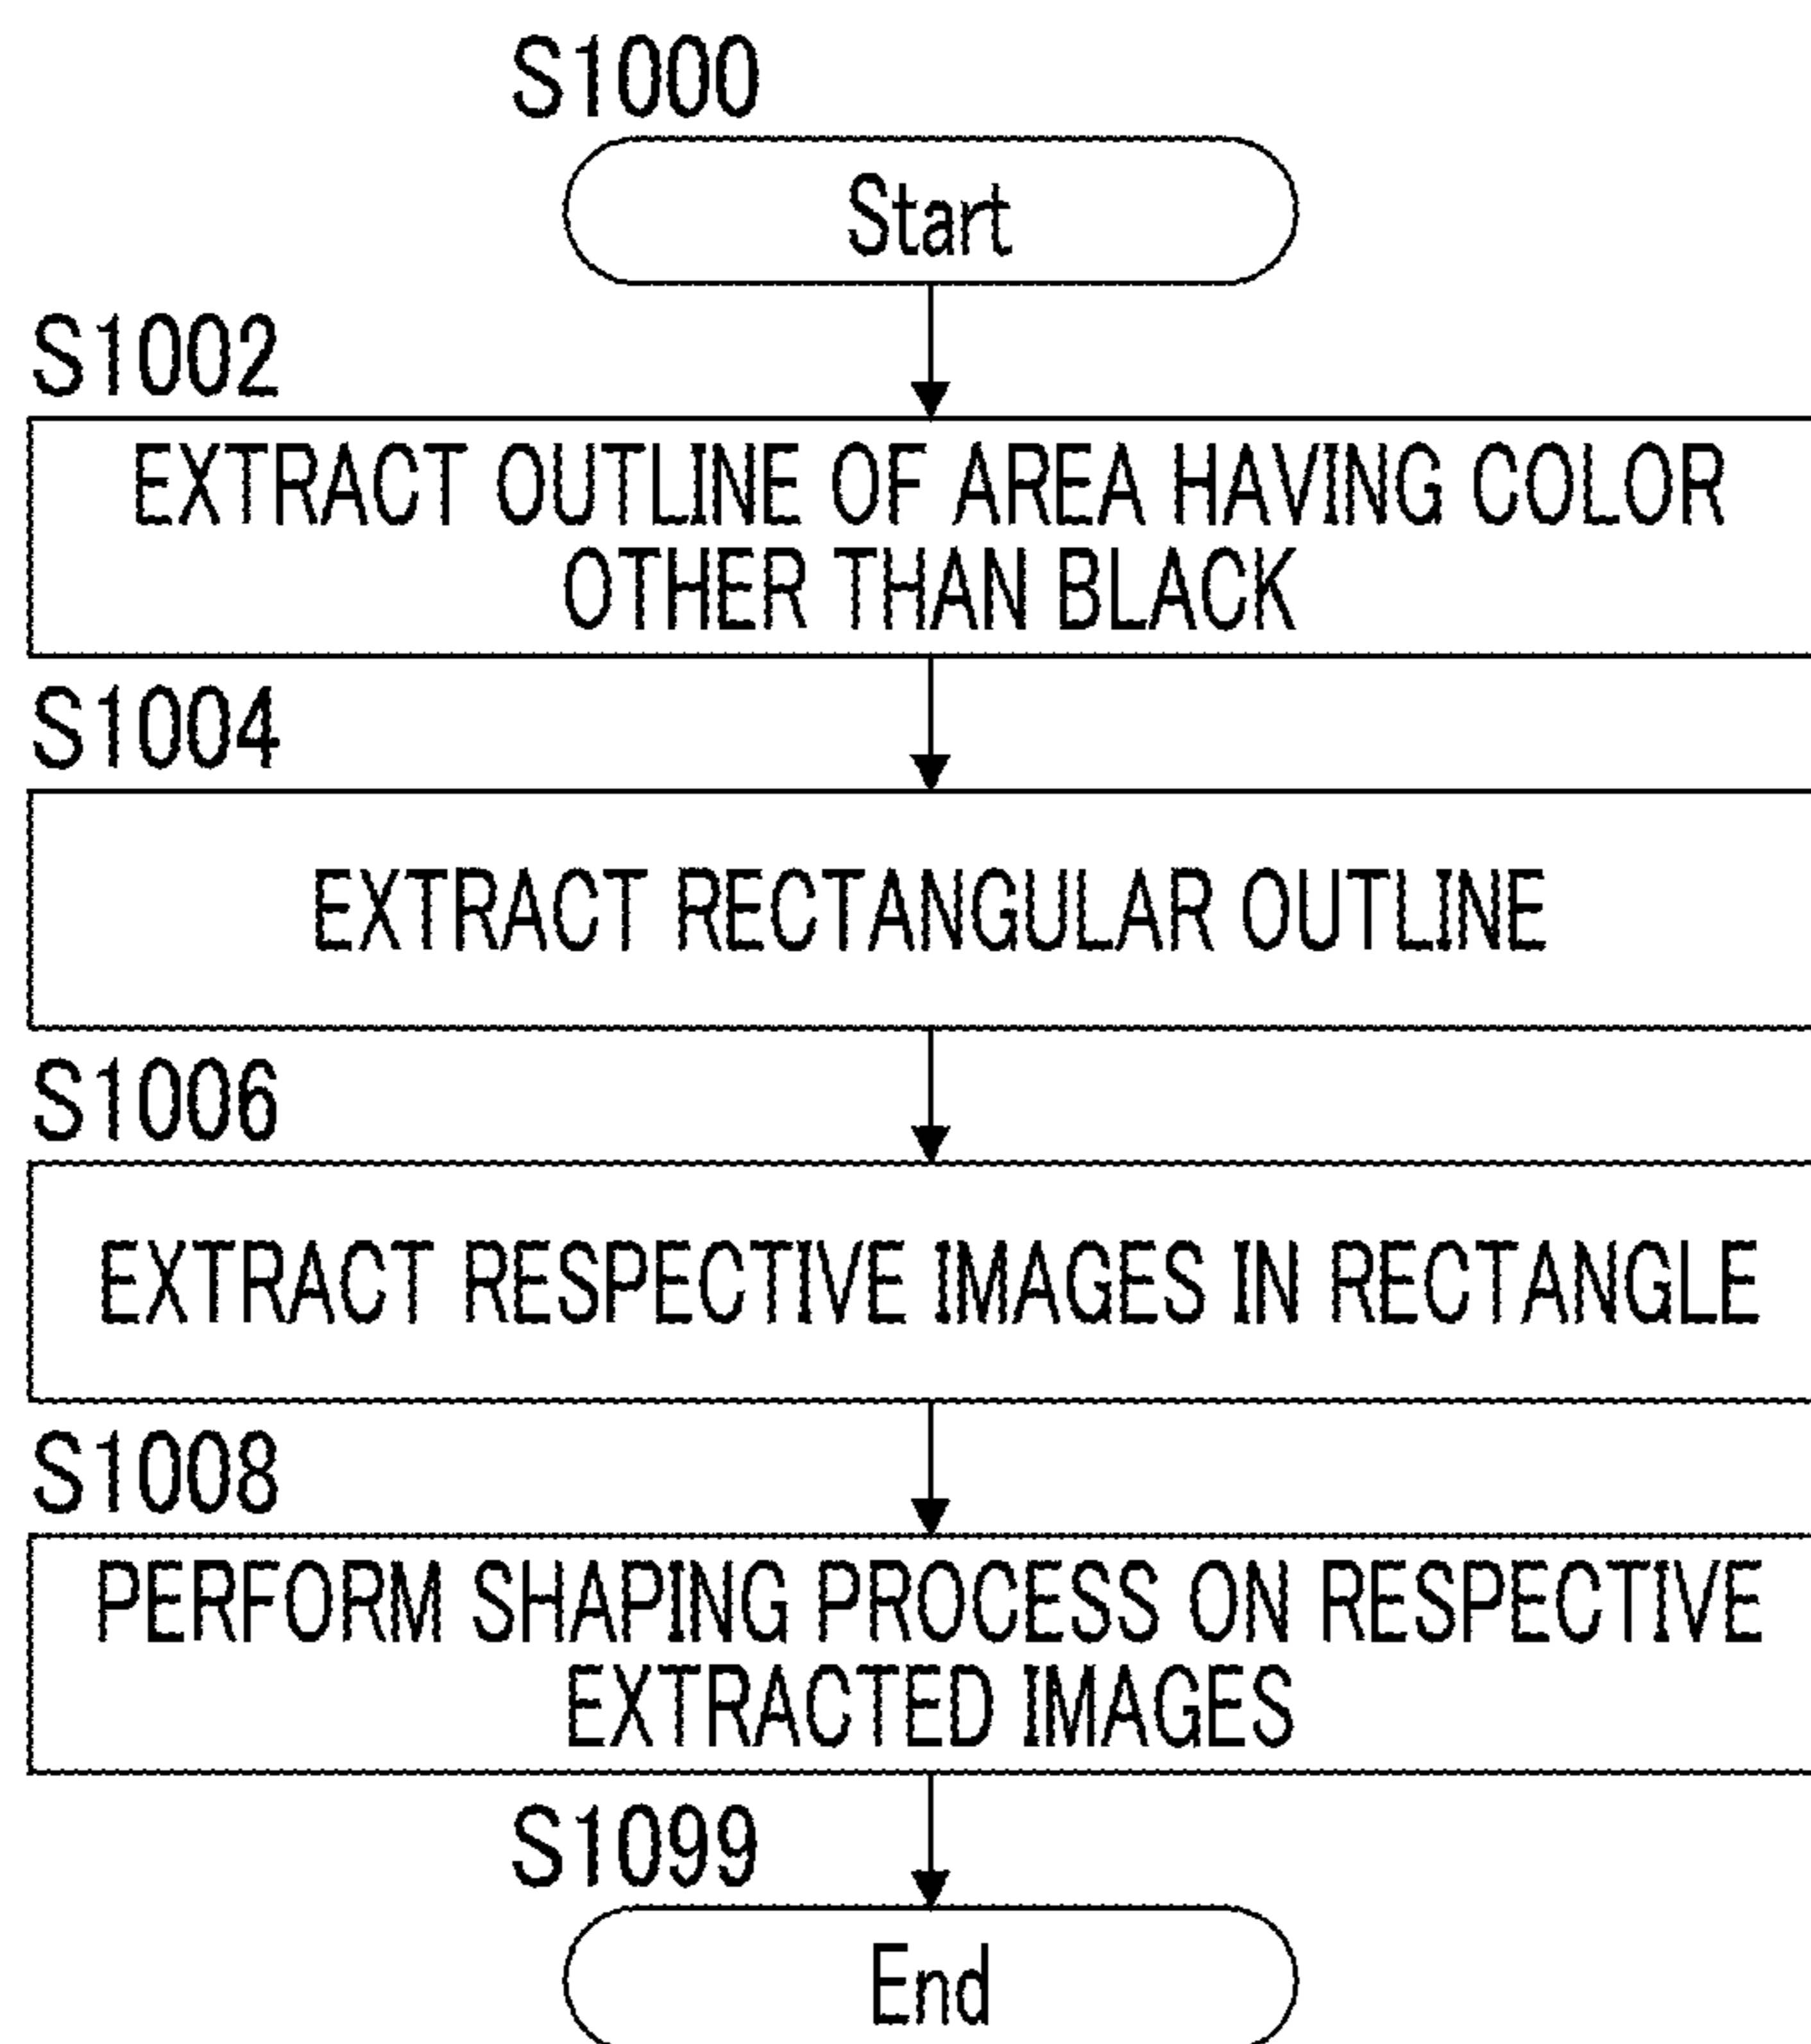 S1000
Start
S1002
EXTRACT OUTLINE OF AREA HAVING COLOR
OTHER THAN BLACK
S1004
EXTRACT RECTANGULAR OUTLINE
S1006
EXTRACT RESPECTIVE IMAGES IN RECTANGLE
S1008
PERFORM SHAPING PROCESS ON RESPECTIVE
EXTRACTED IMAGES
S1099
End